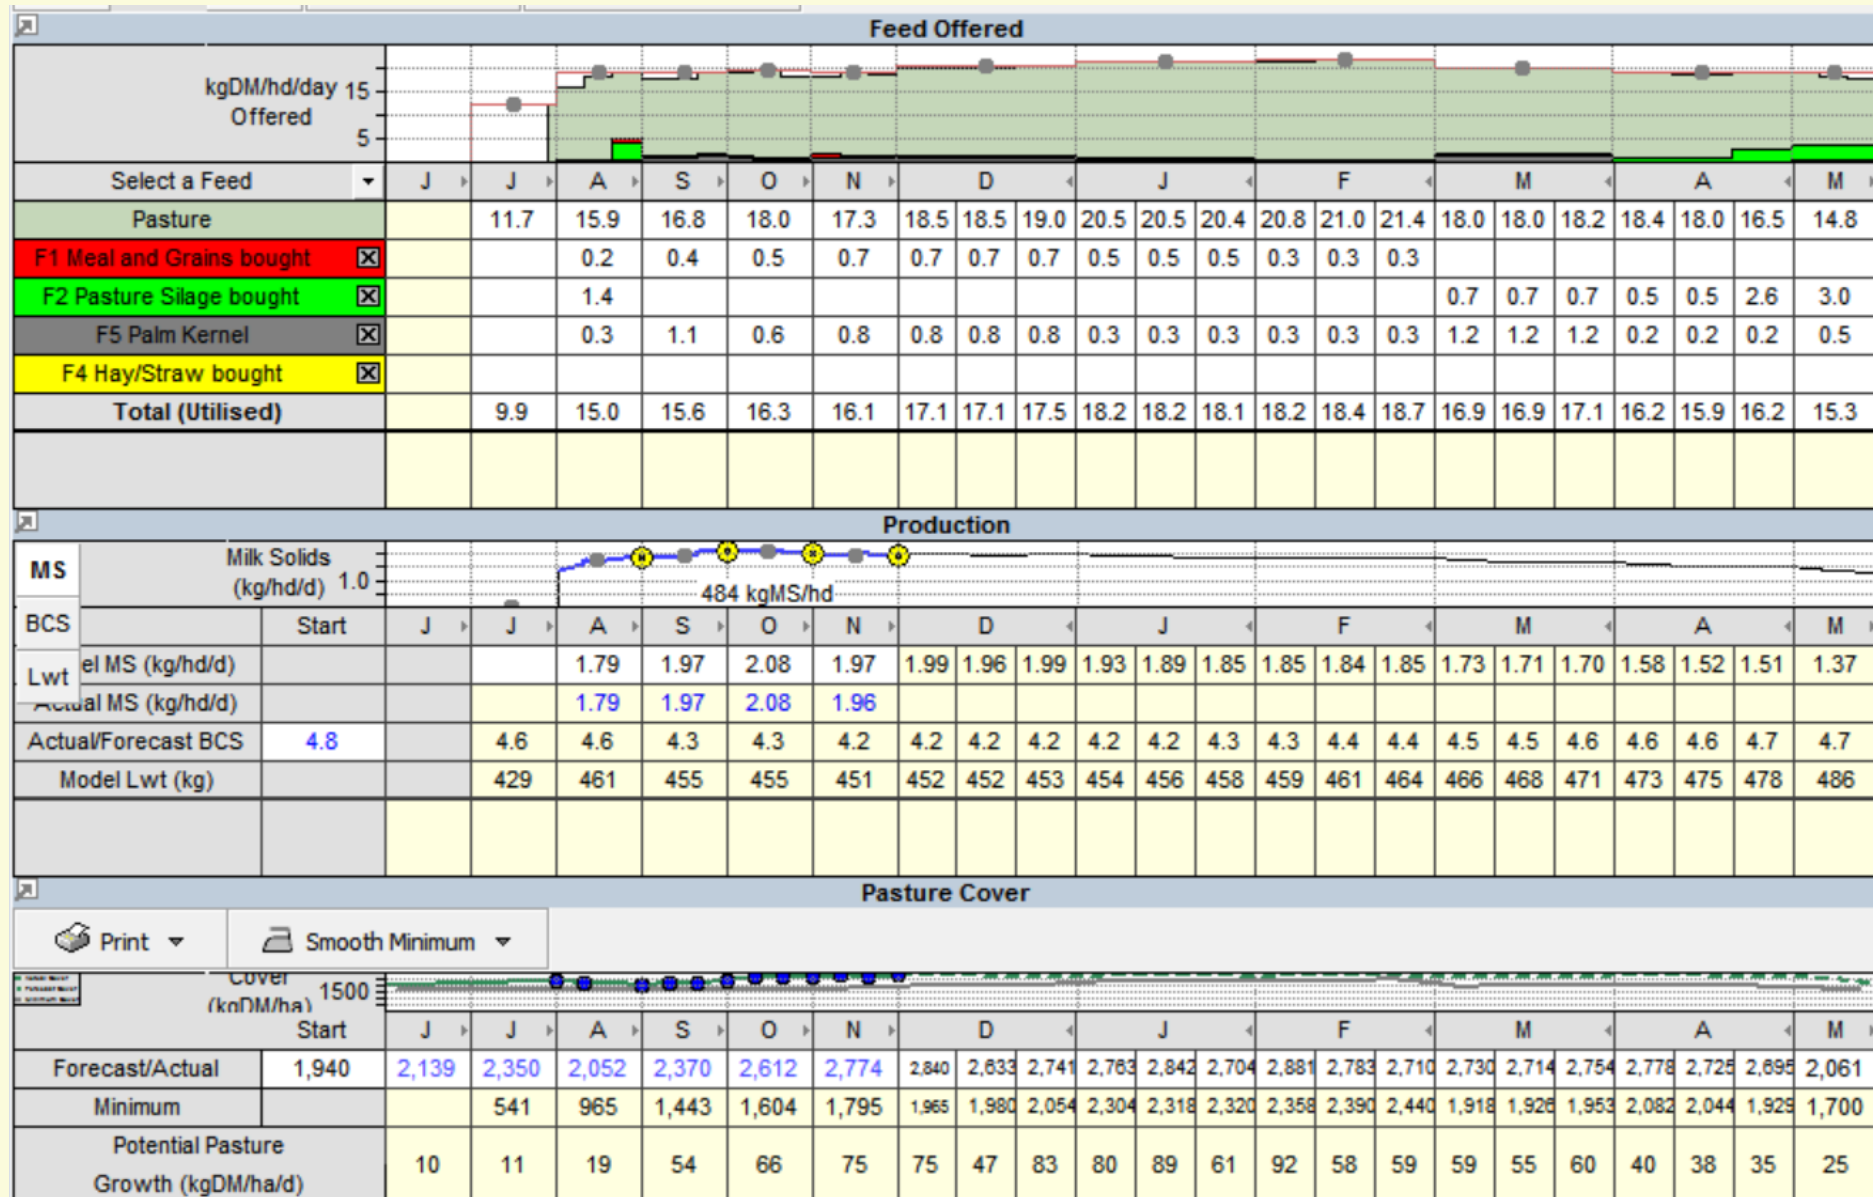 Feed Offered
kgDM/hd/day 15
Offered
5
Select a Feed J J A S O N D J F M A M
Pasture 11.7 15.9 16.8 18.0 17.3 18.5 18.5 19.0 20.5 20.5 20.4 20.8 21.0 21.4 18.0 18.0 18.2 18.4 18.0 16.5 14.8
F1 Meal and Grains bought 0.2 0.4 0.5 0.7 0.7 0.7 0.7 0.5 0.5 0.5 0.3 0.3 0.3
F2 Pasture Silage bought 1.4 0.7 0.7 0.7 0.5 0.5 2.6 3.0
F5 Palm Kernel 0.3 1.1 0.6 0.8 0.8 0.8 0.8 0.3 0.3 0.3 0.3 0.3 0.3 1.2 1.2 1.2 0.2 0.2 0.2 0.5
F4 Hay/Straw bought
Total (Utilised) 9.9 15.0 15.6 16.3 16.1 17.1 17.1 17.5 18.2 18.2 18.1 18.2 18.4 18.7 16.9 16.9 17.1 16.2 15.9 16.2 15.3
Production
MS Milk Solids
(kg/hd/d) 1.0
484 kgMS/hd
BCS Start J J A S O N D J F M A M
el MS (kg/hd/d) 1.79 1.97 2.08 1.97 1.99 1.96 1.99 1.93 1.89 1.85 1.85 1.84 1.85 1.73 1.71 1.70 1.58 1.52 1.51 1.37
Lwt
Actual MS (kg/hd/d) 1.79 1.97 2.08 1.96
Actual/Forecast BCS 4.8 4.6 4.6 4.3 4.3 4.2 4.2 4.2 4.2 4.2 4.2 4.3 4.3 4.4 4.4 4.5 4.5 4.6 4.6 4.6 4.7 4.7
Model Lwt (kg) 429 461 455 455 451 452 452 453 454 456 458 459 461 464 466 468 471 473 475 478 486
Pasture Cover
Print Smooth Minimum
Cover 1500
(kgDM/ha)
Start J J A S O N D J F M A M
Forecast/Actual 1,940 2,139 2,350 2,052 2,370 2,612 2,774 2,840 2,633 2,741 2,763 2,842 2,704 2,881 2,783 2,710 2,730 2,714 2,754 2,778 2,725 2,695 2,061
Minimum 541 965 1,443 1,604 1,795 1,965 1,980 2,054 2,304 2,318 2,320 2,358 2,390 2,440 1,918 1,926 1,953 2,082 2,044 1,929 1,700
Potential Pasture
Growth (kgDM/ha/d) 10 11 19 54 66 75 75 47 83 80 89 61 92 58 59 59 55 60 40 38 35 25